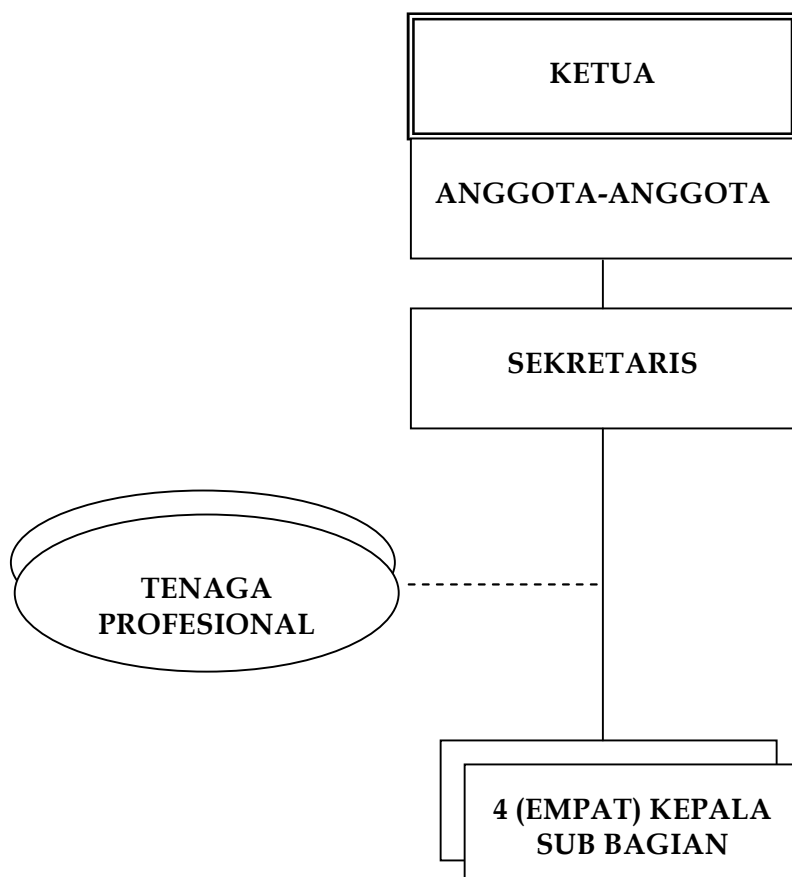 KETUA
ANGGOTA-ANGGOTA
SEKRETARIS
TENAGA
PROFESIONAL
4 (EMPAT) KEPALA
SUB BAGIAN